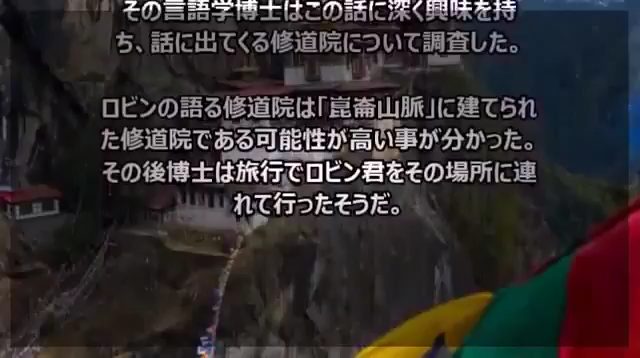 その言語学博士はこの話に深く興味を持
ち、話に出てくる修道院について調査した。
ロビンの語る修道院は「崑崙山脈」に建てられ
た修道院である可能性が高い事が分かった。
その後博士は旅行でロビン君をその場所に連
れて行ったそうだ。